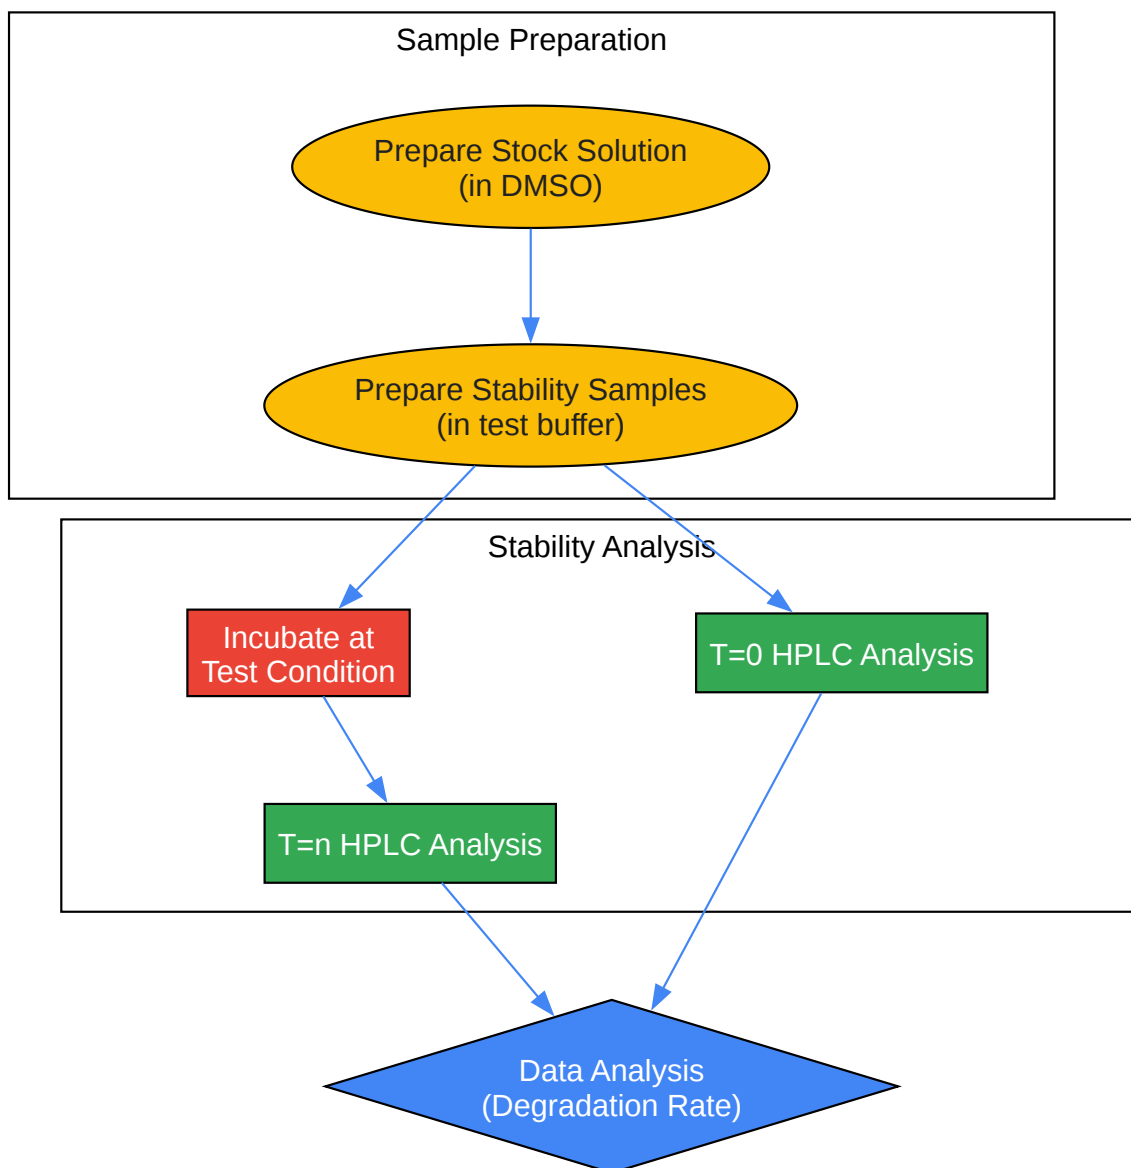 Sample Preparation
Prepare Stock Solution
(in DMSO)
Prepare Stability Samples
(in test buffer)
Stability Analysis
Incubate at
Test Condition
T=0 HPLC Analysis
T=n HPLC Analysis
Data Analysis
(Degradation Rate)